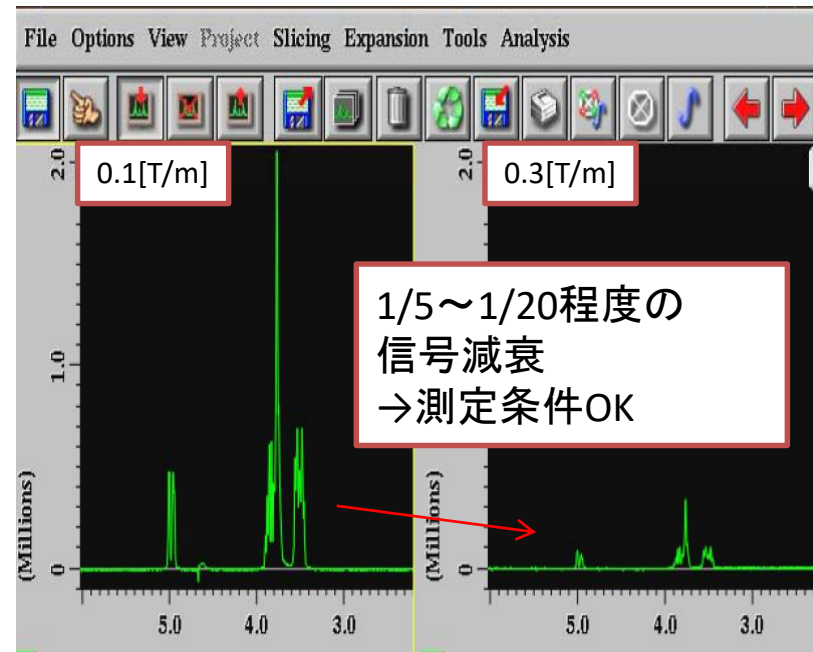 File Options View Project Slicing Expansion Tools Analysis
0.1[T/m]
2.0
1.0
0
(Millions)
5.0 4.0 3.0
0.3[T/m]
2.0
1/5～1/20程度の
信号減衰
→測定条件OK
(Millions)
0
5.0 4.0 3.0